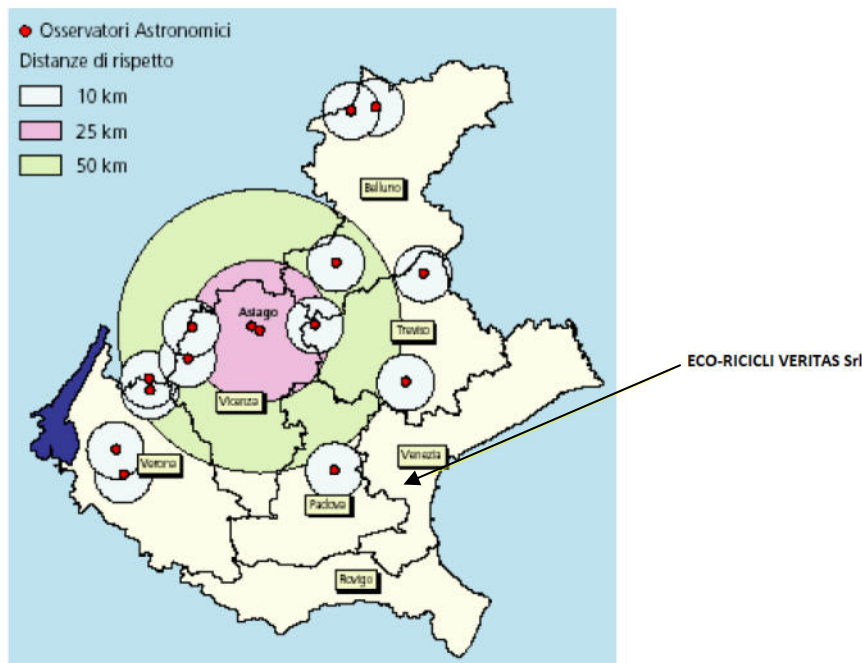 Osservatori Astronomici
Distanze di rispetto
10 km
25 km
50 km
Belluno
Asiago
Treviso
ECO-RICICLI VERITAS Srl
Vicenza
Venezia
Verona
Padova
Rovigo